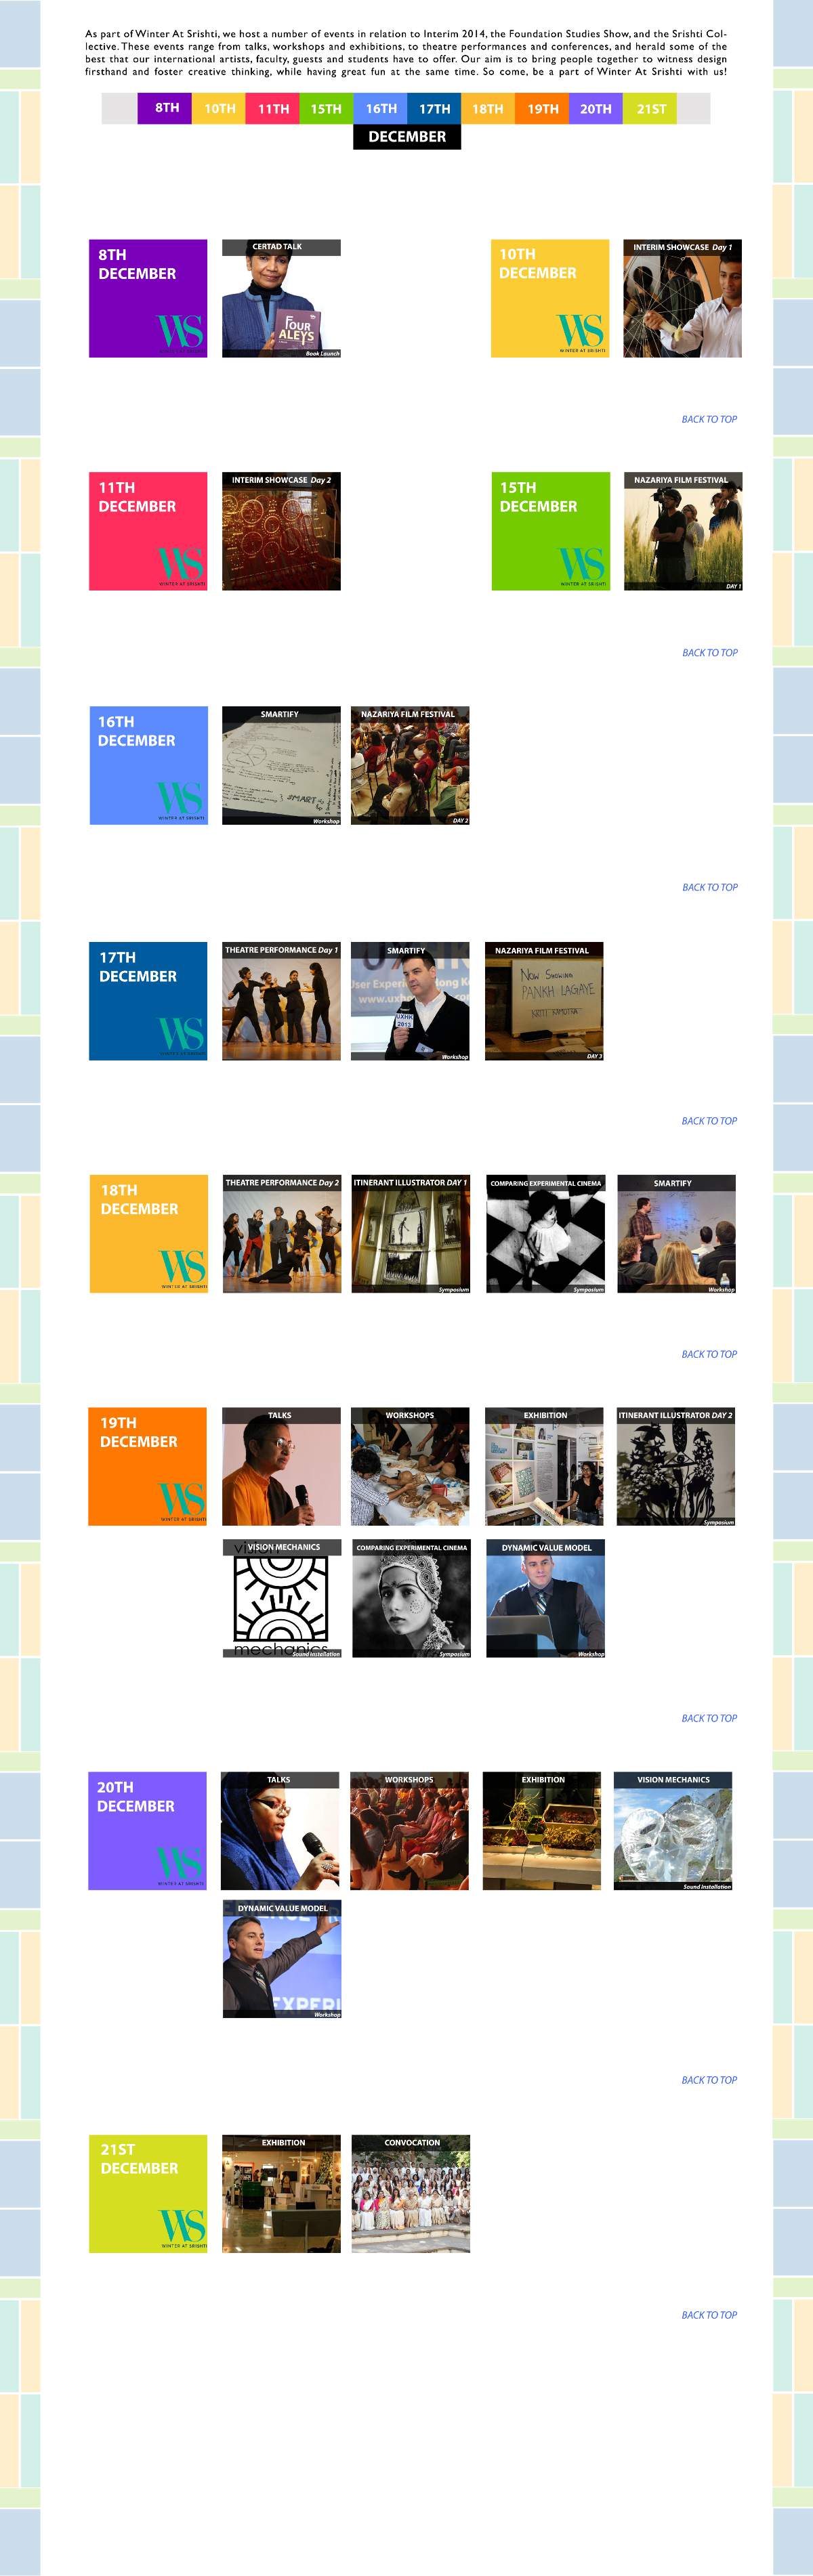 As part of Winter At Srishti, we host a number of events in relation to Interim 2014, the Foundation Studies Show, and the Srishti Col-
lective. These events range from talks, workshops and exhibitions, to theatre performances and conferences, and herald some of the
best that our international artists, faculty, guests and students have to offer. Our aim is to bring people together to witness design
firsthand and foster creative thinking, while having great fun at the same time. So come, be a part of Winter At Srishti with us!
8TH 10TH 11TH 15TH 16TH 17TH 18TH 19TH 20TH 21ST
DECEMBER
8TH
DECEMBER
WS
CERTAD TALK
FOUR
ALEYS
Book Launch
10TH
DECEMBER
WS
WINTER AT SRISHTI
INTERIM SHOWCASE Day 1
BACK TO TOP
11TH
DECEMBER
WS
WINTER AT SRISHTI
INTERIM SHOWCASE Day 2
15TH
DECEMBER
WS
WINTER AT SRISHTI
NAZARIYA FILM FESTIVAL
DAY 1
BACK TO TOP
16TH
DECEMBER
WS
WINTER AT SRISHTI
SMARTIFY
SMART
Workshop
NAZARIYA FILM FESTIVAL
DAY 2
BACK TO TOP
17TH
DECEMBER
WS
WINTER AT SRISHTI
THEATRE PERFORMANCE Day 1
SMARTIFY
User Experie
ong K
www.uxh
UXHK
2013
Workshop
NAZARIYA FILM FESTIVAL
NOW SHOWING
PANKH LAGAYE
DAY 3
BACK TO TOP
18TH
DECEMBER
WS
WINTER AT SRISHTI
THEATRE PERFORMANCE Day 2
ITINERANT ILLUSTRATOR DAY 1
Symposium
COMPARING EXPERIMENTAL CINEMA
Symposium
SMARTIFY
Workshop
BACK TO TOP
19TH
DECEMBER
WS
WINTER AT SRISHTI
TALKS
WORKSHOPS
EXHIBITION
ITINERANT ILLUSTRATOR DAY 2
Symposium
VISION MECHANICS
vision
mechanics
Sound Installation
COMPARING EXPERIMENTAL CINEMA
Symposium
DYNAMIC VALUE MODEL
Workshop
BACK TO TOP
20TH
DECEMBER
WS
WINTER AT SRISHTI
TALKS
WORKSHOPS
EXHIBITION
VISION MECHANICS
Sound Installation
DYNAMIC VALUE MODEL
EXPERI
Workshop
BACK TO TOP
21ST
DECEMBER
WS
WINTER AT SRISHTI
EXHIBITION
CONVOCATION
BACK TO TOP